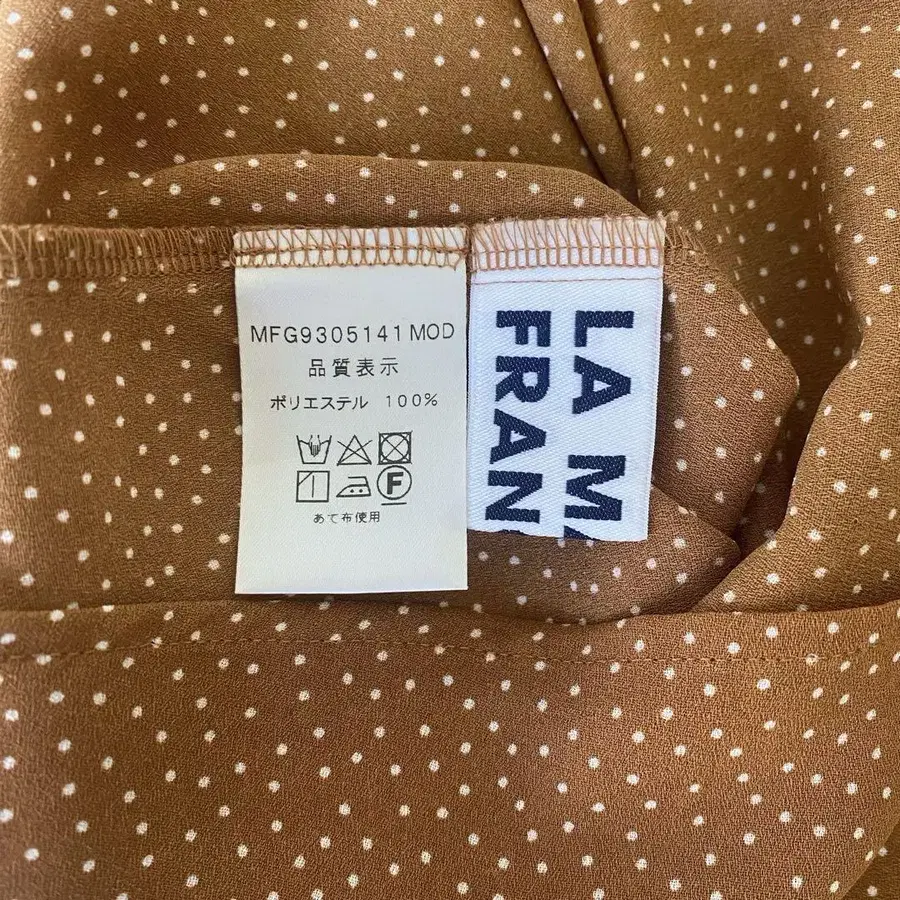 MFG9305141MOD
品質表示
ポリエステル 100%
F
あて布使用
LA MA
FRAN